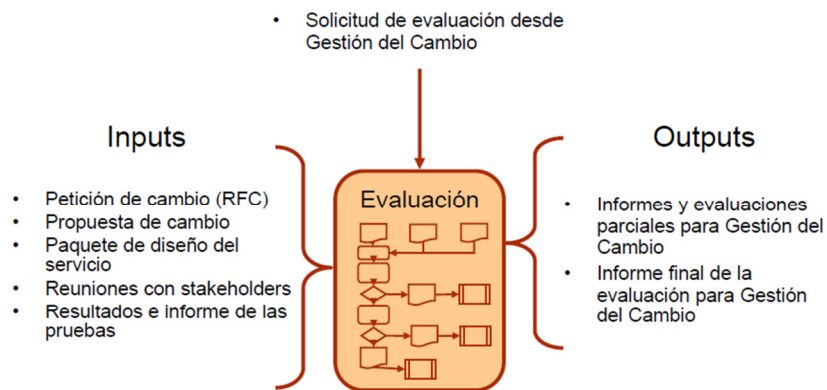 • Solicitud de evaluación desde
Gestión del Cambio
Inputs
• Petición de cambio (RFC)
• Propuesta de cambio
• Paquete de diseño del
servicio
• Reuniones con stakeholders
• Resultados e informe de las
pruebas
Evaluación
Outputs
• Informes y evaluaciones
parciales para Gestión del
Cambio
• Informe final de la
evaluación para Gestión
del Cambio